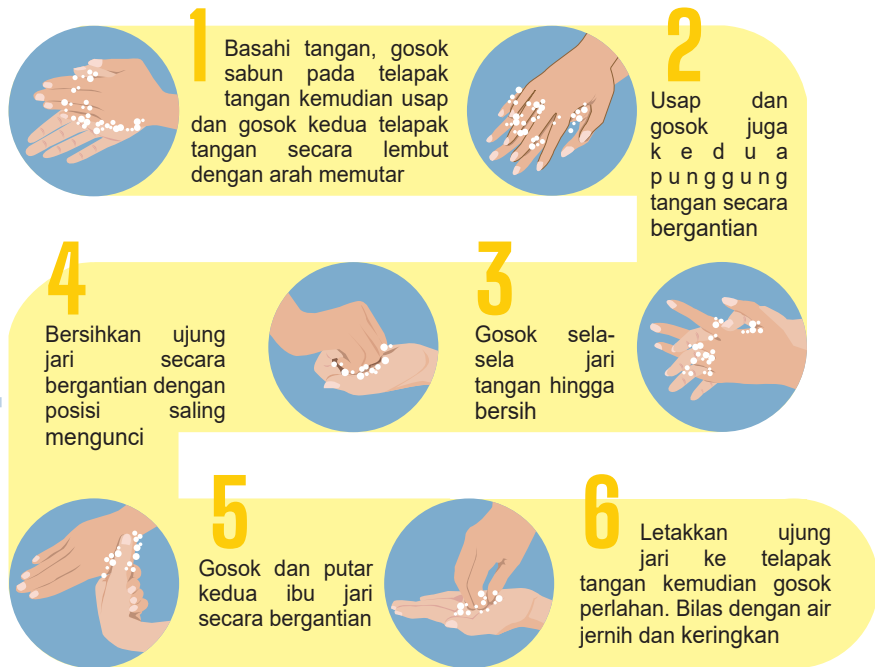 1
Basahi tangan, gosok
sabun pada telapak
tangan kemudian usap
dan gosok kedua telapak
tangan secara lembut
dengan arah memutar
2
Usap dan
gosok juga
kedua
punggung
tangan secara
bergantian
3
Gosok sela-
sela jari
tangan hingga
bersih
4
Bersihkan ujung
jari secara
bergantian dengan
posisi saling
mengunci
5
Gosok dan putar
kedua ibu jari
secara bergantian
6
Letakkan ujung
jari ke telapak
tangan kemudian gosok
perlahan. Bilas dengan air
jernih dan keringkan